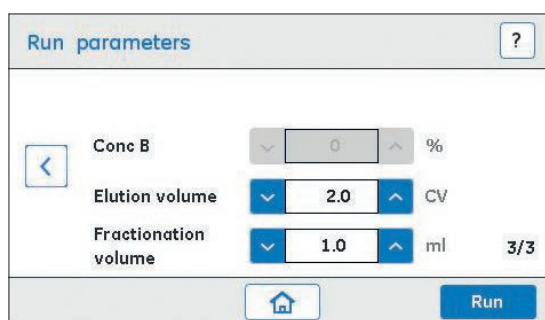 Run parameters ?
Conc B 0 %
Elution volume 2.0 CV
Fractionation
volume 1.0 ml 3/3
Run